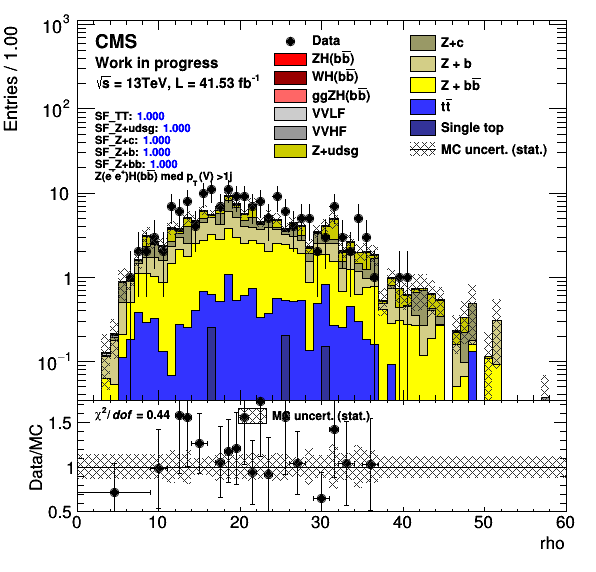 CMS
Work in progress
√s = 13TeV, L = 41.53 fb⁻¹
SF_TT: 1.000
SF_Z+udsg: 1.000
SF_Z+c: 1.000
SF_Z+b: 1.000
SF_Z+bb: 1.000
Z(e⁻e⁺)H(bb̅) med p_T(V) >1j
Data
ZH(bb̅)
WH(bb̅)
ggZH(bb̅)
VVLF
VVHF
Z+udsg
Z+c
Z + b
Z + bb̅
tt̅
Single top
MC uncert. (stat.)
Entries / 1.00
10³
10²
10
1
10⁻¹
χ²/dof = 0.44
MC uncert. (stat.)
Data/MC
1.5
1
0.5
0 10 20 30 40 50 60
rho